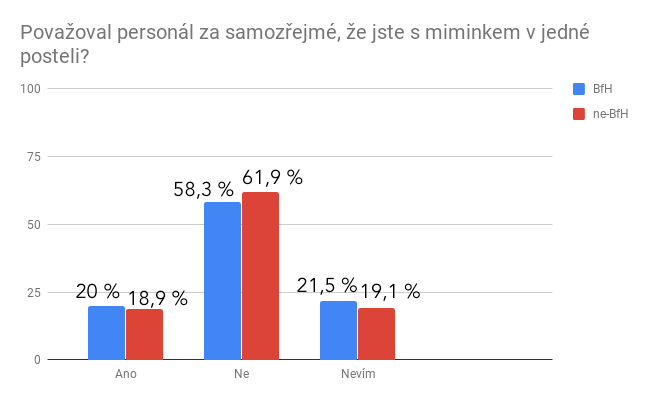 Považoval personál za samozřejmé, že jste s miminkem v jedné
posteli?
100
75
50
25
0
BfH
ne-BfH
20 %
18,9 %
58,3 %
61,9 %
21,5 %
19,1 %
Ano
Ne
Nevím